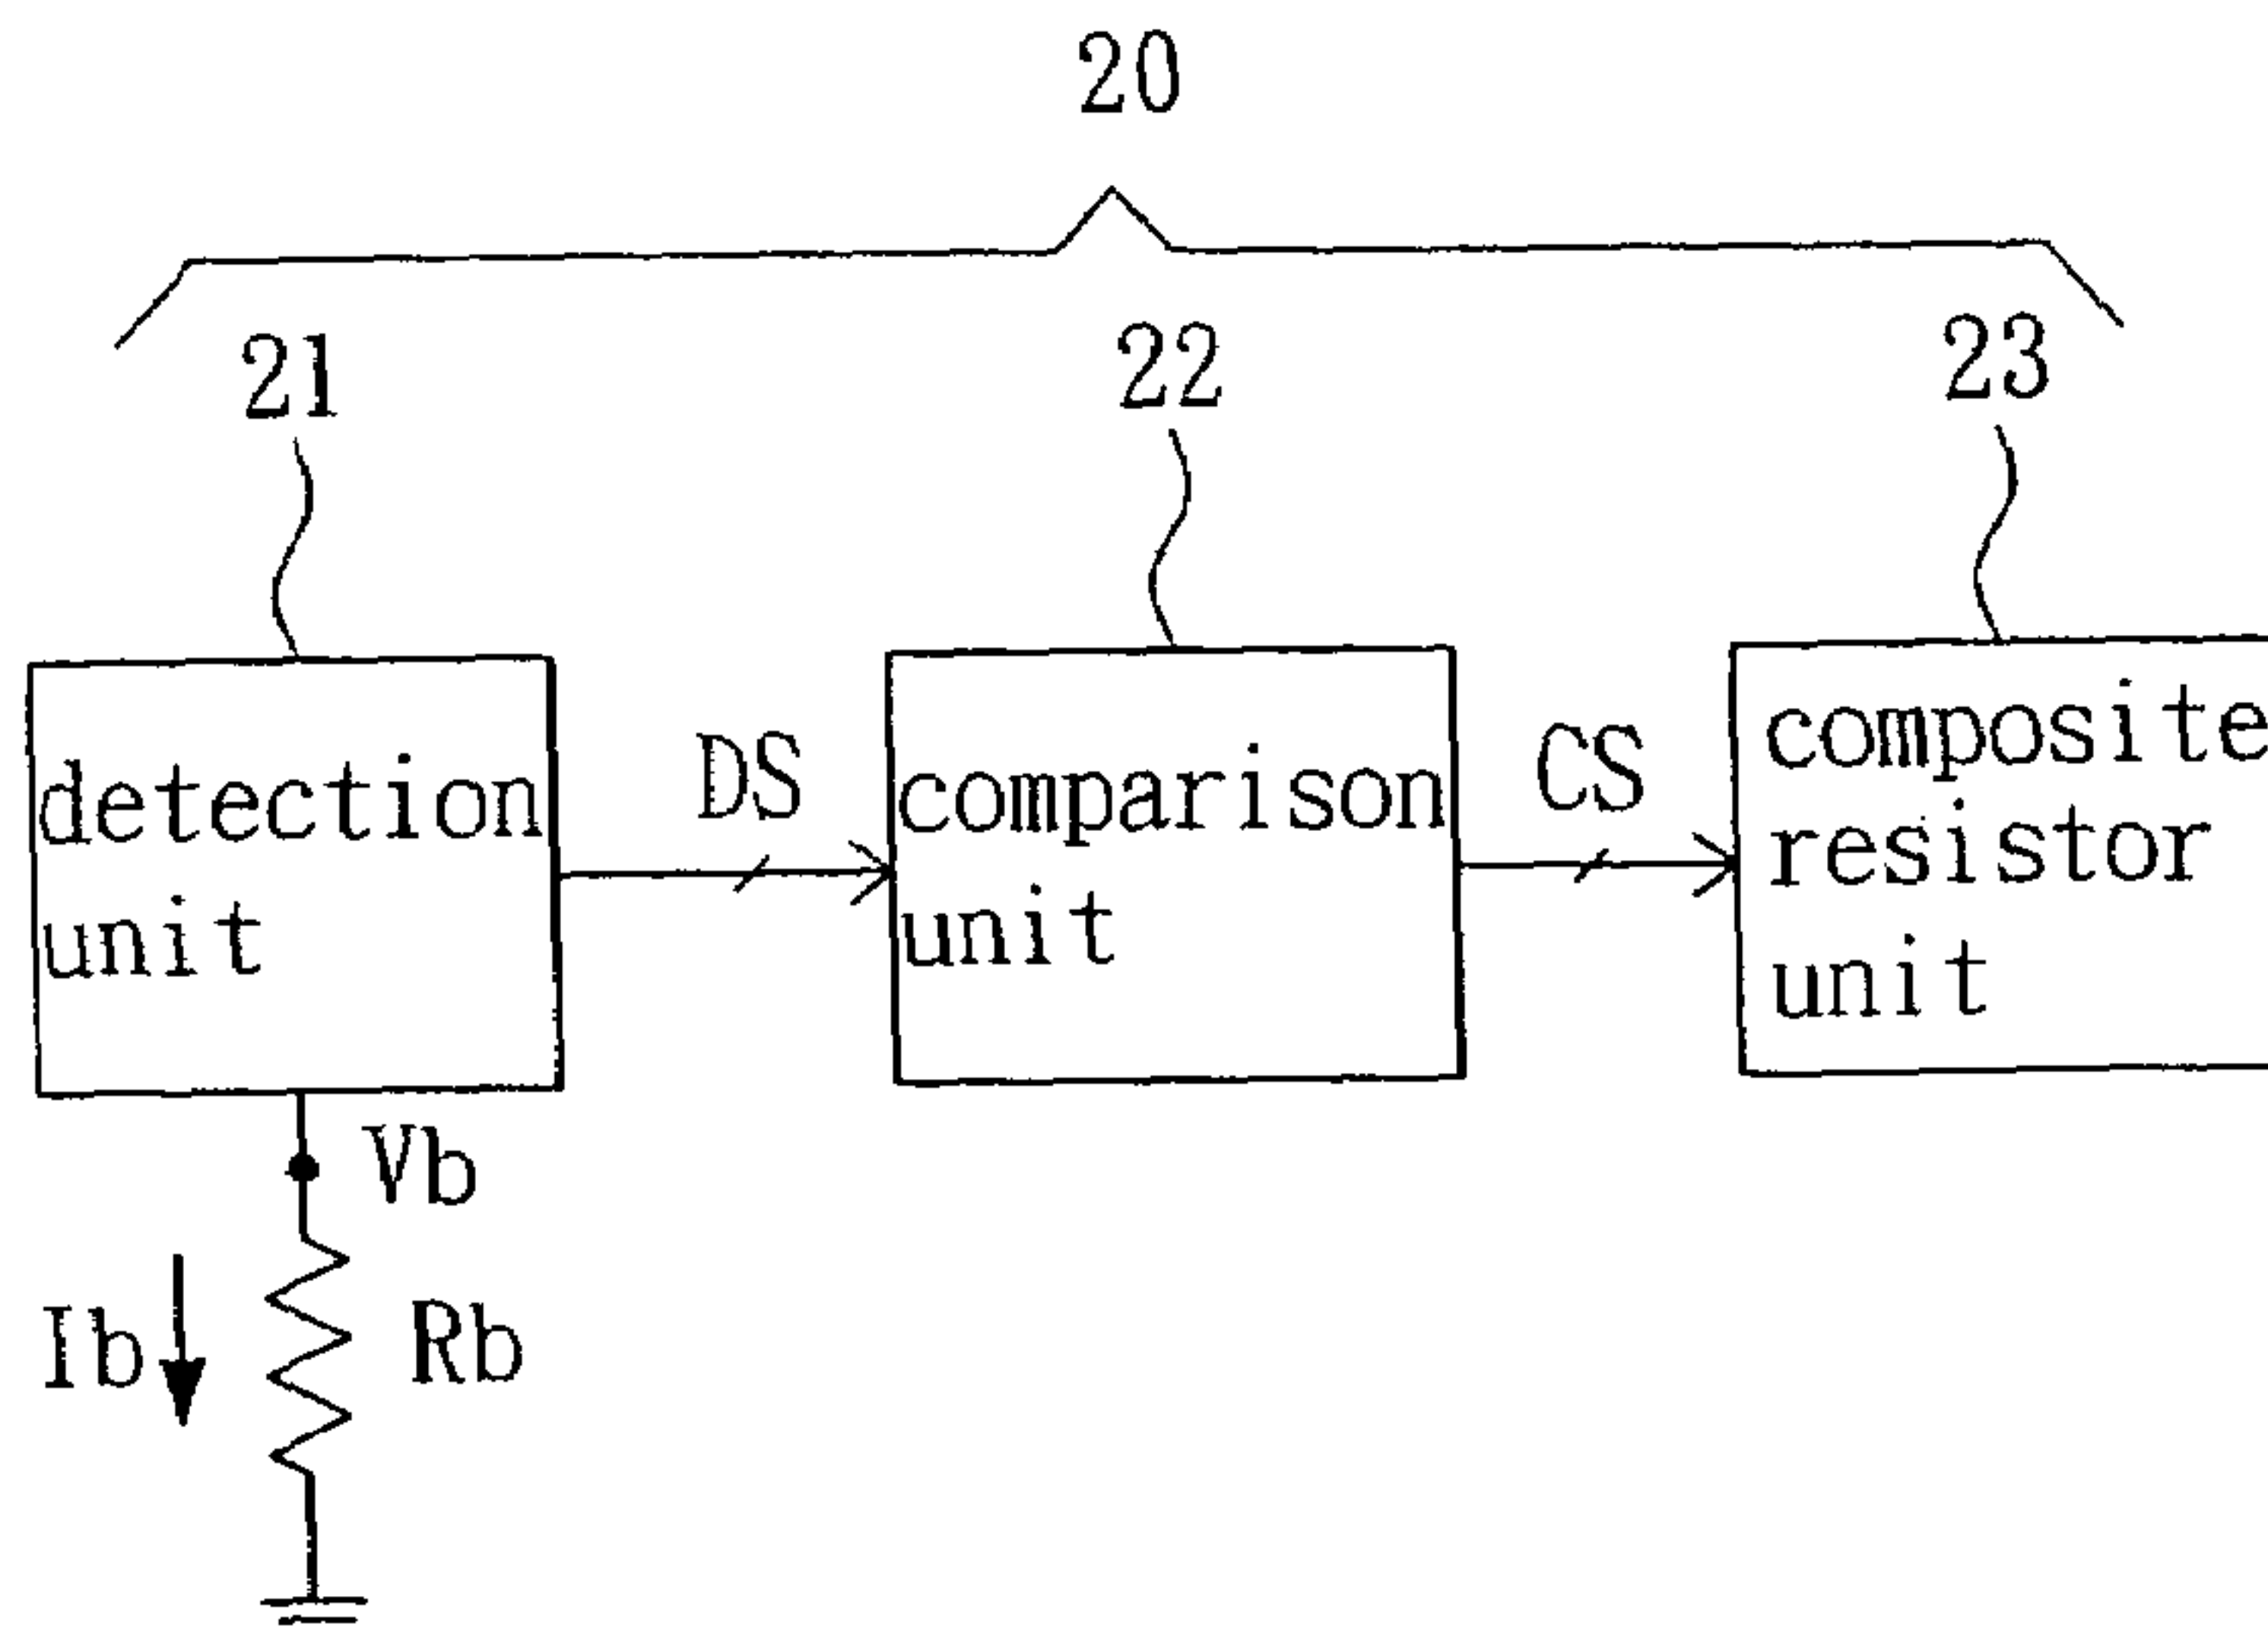 20
21
22
23
detection
unit
DS
comparison
unit
CS
composite
resistor
unit
Vb
Ib
Rb